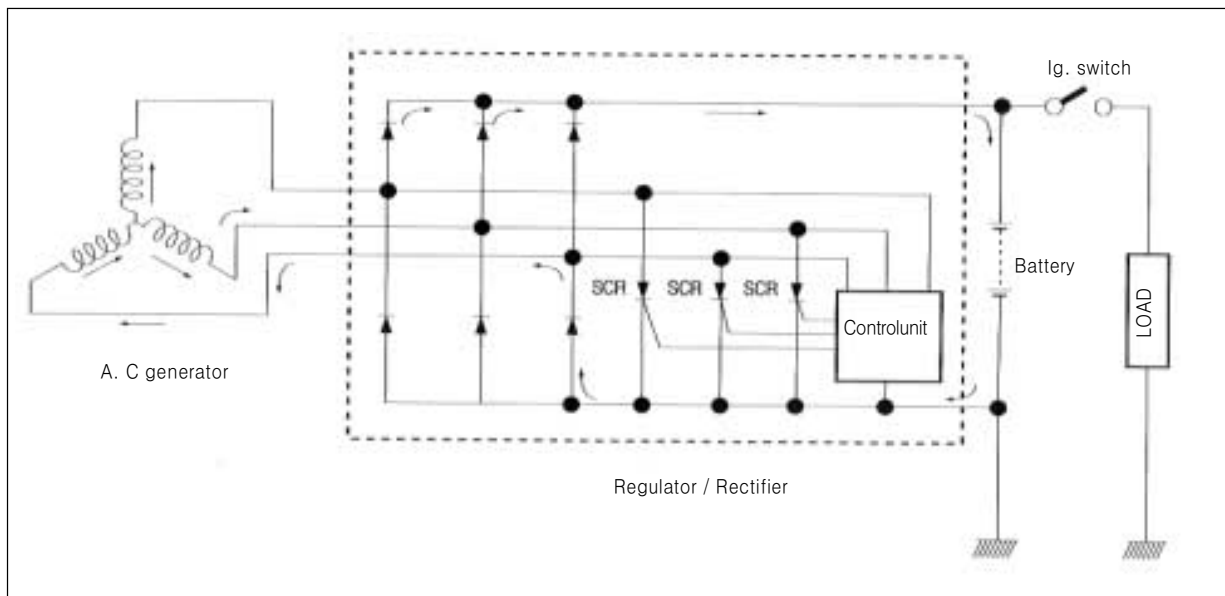 Ig. switch
Battery
SCR
SCR
SCR
Controlunit
LOAD
A. C generator
Regulator / Rectifier